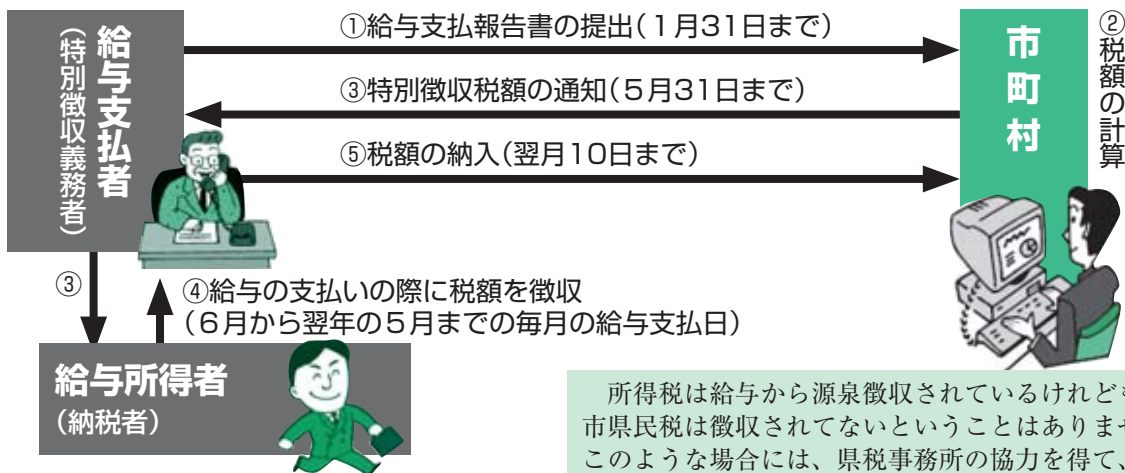 ①給与支払報告書の提出(1月31日まで)
給与支払者
(特別徴収義務者)
市町村
②税額の計算
③特別徴収税額の通知(5月31日まで)
⑤税額の納入(翌月10日まで)
③
④給与の支払いの際に税額を徴収
(6月から翌年の5月までの毎月の給与支払日)
給与所得者
(納税者)
所得税は給与から源泉徴収されているけれど
市県民税は徴収されてないということはありま
このような場合には、県税事務所の協力を得て、